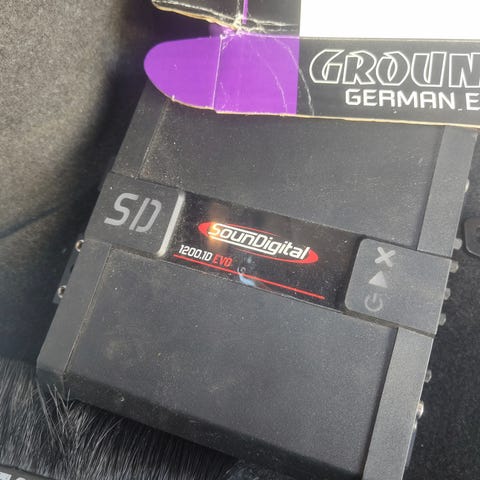 GROUN
GERMAN E
SD
SounDigital
1200.1D EVO